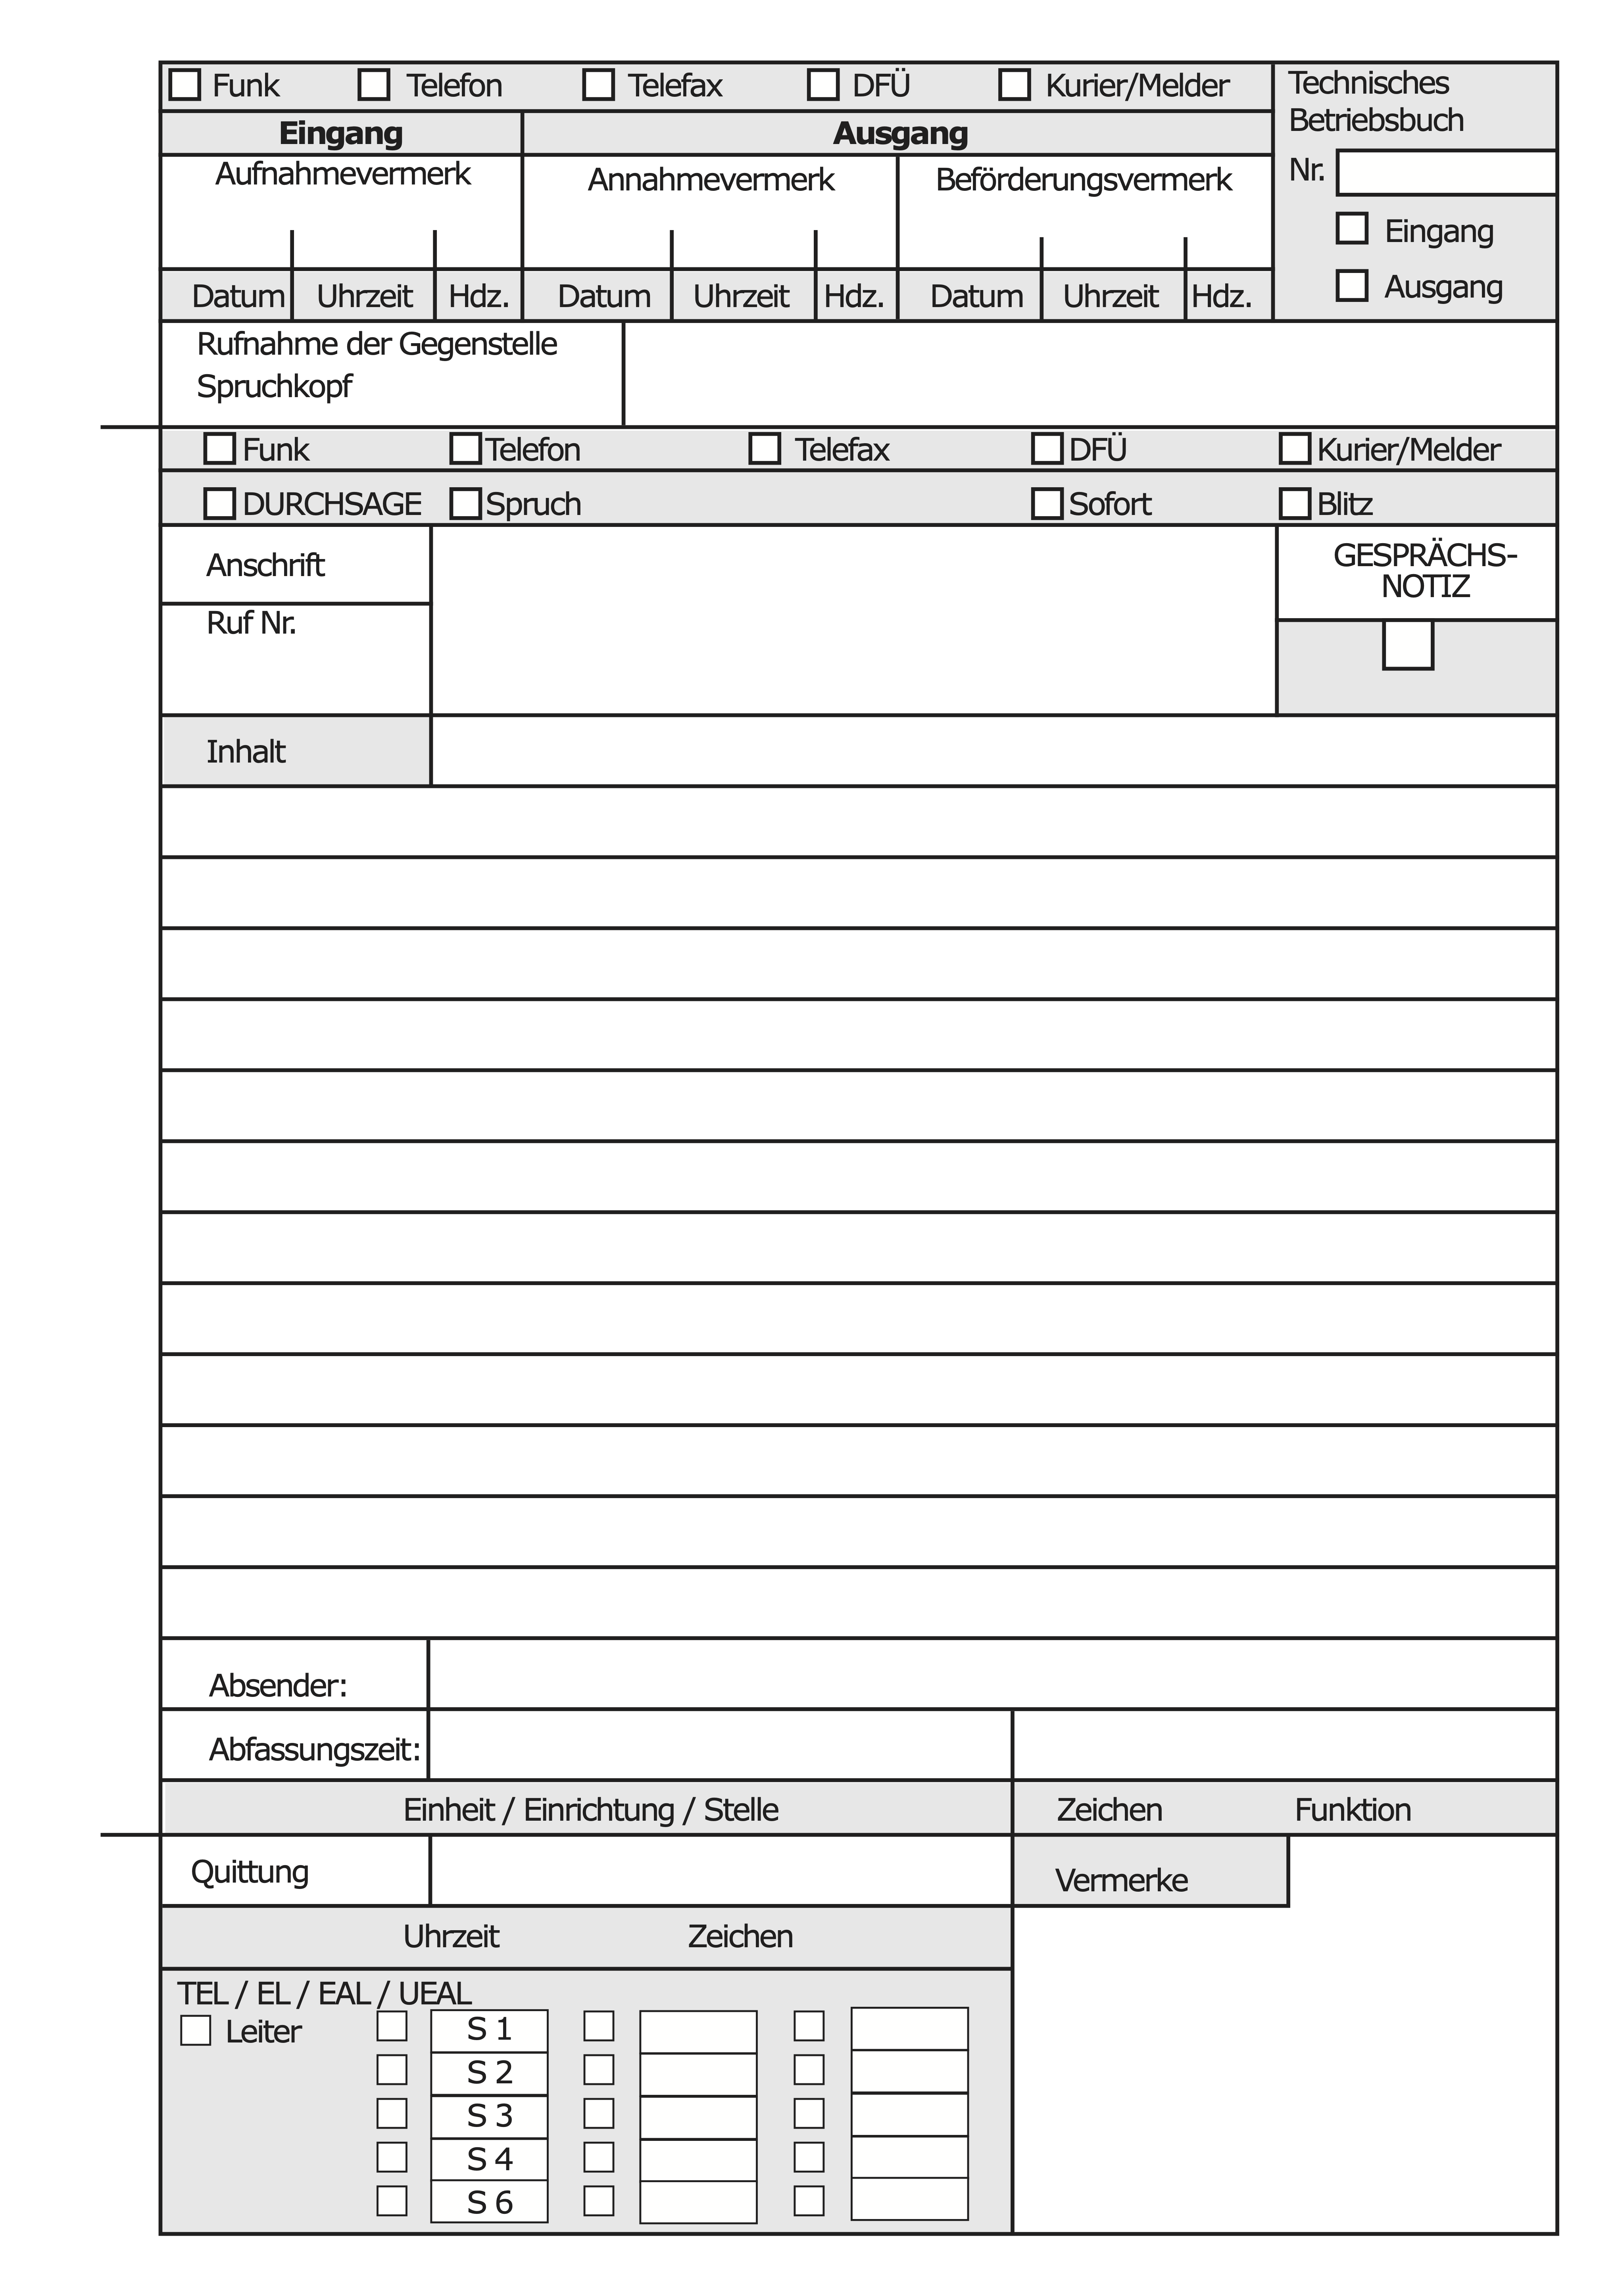 Funk Telefon Telefax DFÜ Kurier/Melder
Technisches
Betriebsbuch
Nr.
Eingang
Ausgang
Eingang Ausgang
Aufnahmevermerk Annahmevermerk Beförderungsvermerk
Datum Uhrzeit Hdz. Datum Uhrzeit Hdz. Datum Uhrzeit Hdz.
Rufnahme der Gegenstelle
Spruchkopf
Funk Telefon Telefax DFÜ Kurier/Melder
DURCHSAGE Spruch Sofort Blitz
Anschrift
GESPRÄCHS-
NOTIZ
Ruf Nr.
Inhalt
Absender:
Abfassungszeit:
Einheit / Einrichtung / Stelle Zeichen Funktion
Quittung Vermerke
Uhrzeit Zeichen
TEL / EL / EAL / UEAL
Leiter S 1
S 2
S 3
S 4
S 6